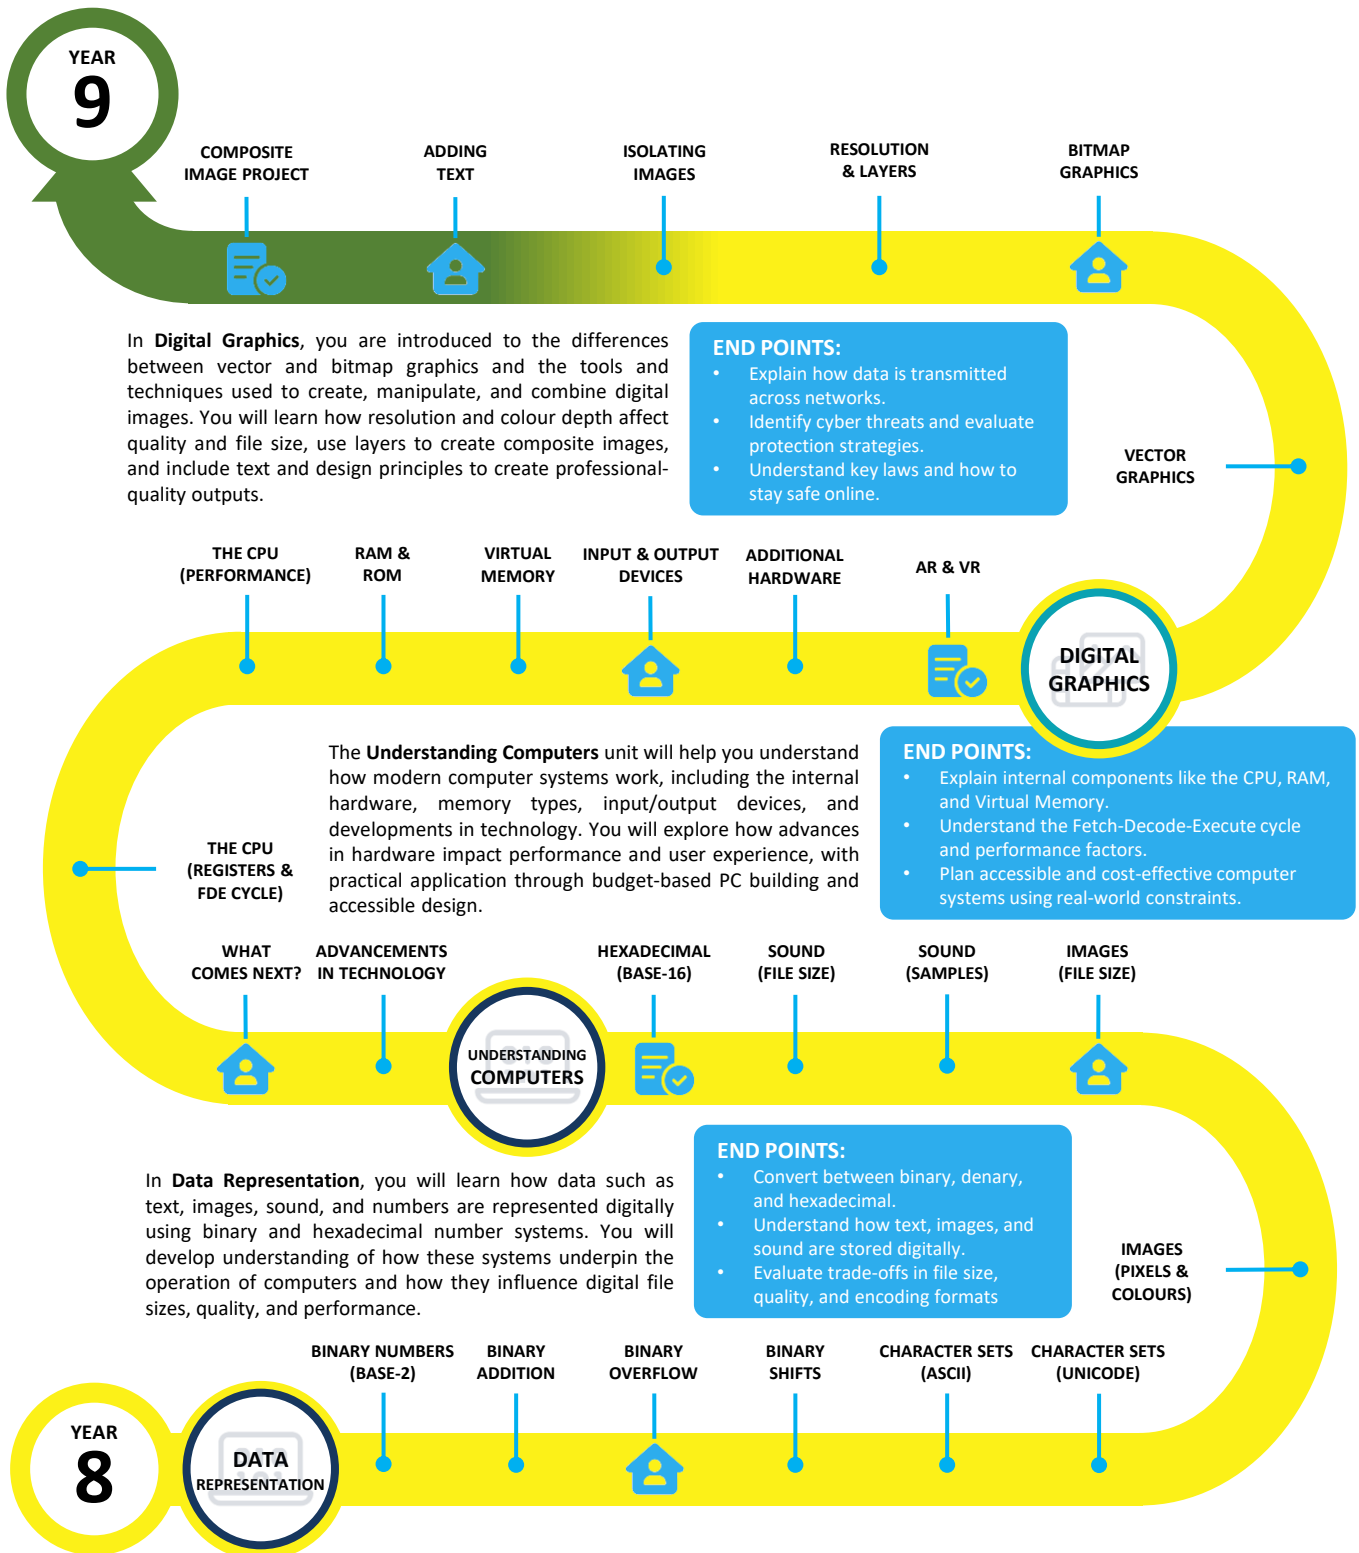 YEAR
9
COMPOSITE
IMAGE PROJECT
ADDING
TEXT
ISOLATING
IMAGES
RESOLUTION
& LAYERS
BITMAP
GRAPHICS
In Digital Graphics, you are introduced to the differences
between vector and bitmap graphics and the tools and
techniques used to create, manipulate, and combine digital
images. You will learn how resolution and colour depth affect
quality and file size, use layers to create composite images,
and include text and design principles to create professional-
quality outputs.
END POINTS:
• Explain how data is transmitted
across networks.
• Identify cyber threats and evaluate
protection strategies.
• Understand key laws and how to
stay safe online.
VECTOR
GRAPHICS
THE CPU
(PERFORMANCE)
RAM &
ROM
VIRTUAL
MEMORY
INPUT & OUTPUT
DEVICES
ADDITIONAL
HARDWARE
AR & VR
DIGITAL
GRAPHICS
The Understanding Computers unit will help you understand
how modern computer systems work, including the internal
hardware, memory types, input/output devices, and
developments in technology. You will explore how advances
in hardware impact performance and user experience, with
practical application through budget-based PC building and
accessible design.
END POINTS:
• Explain internal components like the CPU, RAM,
and Virtual Memory.
• Understand the Fetch-Decode-Execute cycle
and performance factors.
• Plan accessible and cost-effective computer
systems using real-world constraints.
THE CPU
(REGISTERS &
FDE CYCLE)
WHAT
COMES NEXT?
ADVANCEMENTS
IN TECHNOLOGY
UNDERSTANDING
COMPUTERS
HEXADECIMAL
(BASE-16)
SOUND
(FILE SIZE)
SOUND
(SAMPLES)
IMAGES
(FILE SIZE)
In Data Representation, you will learn how data such as
text, images, sound, and numbers are represented digitally
using binary and hexadecimal number systems. You will
develop understanding of how these systems underpin the
operation of computers and how they influence digital file
sizes, quality, and performance.
END POINTS:
• Convert between binary, denary,
and hexadecimal.
• Understand how text, images, and
sound are stored digitally.
• Evaluate trade-offs in file size,
quality, and encoding formats
IMAGES
(PIXELS &
COLOURS)
YEAR
8
DATA
REPRESENTATION
BINARY NUMBERS
(BASE-2)
BINARY
ADDITION
BINARY
OVERFLOW
BINARY
SHIFTS
CHARACTER SETS
(ASCII)
CHARACTER SETS
(UNICODE)